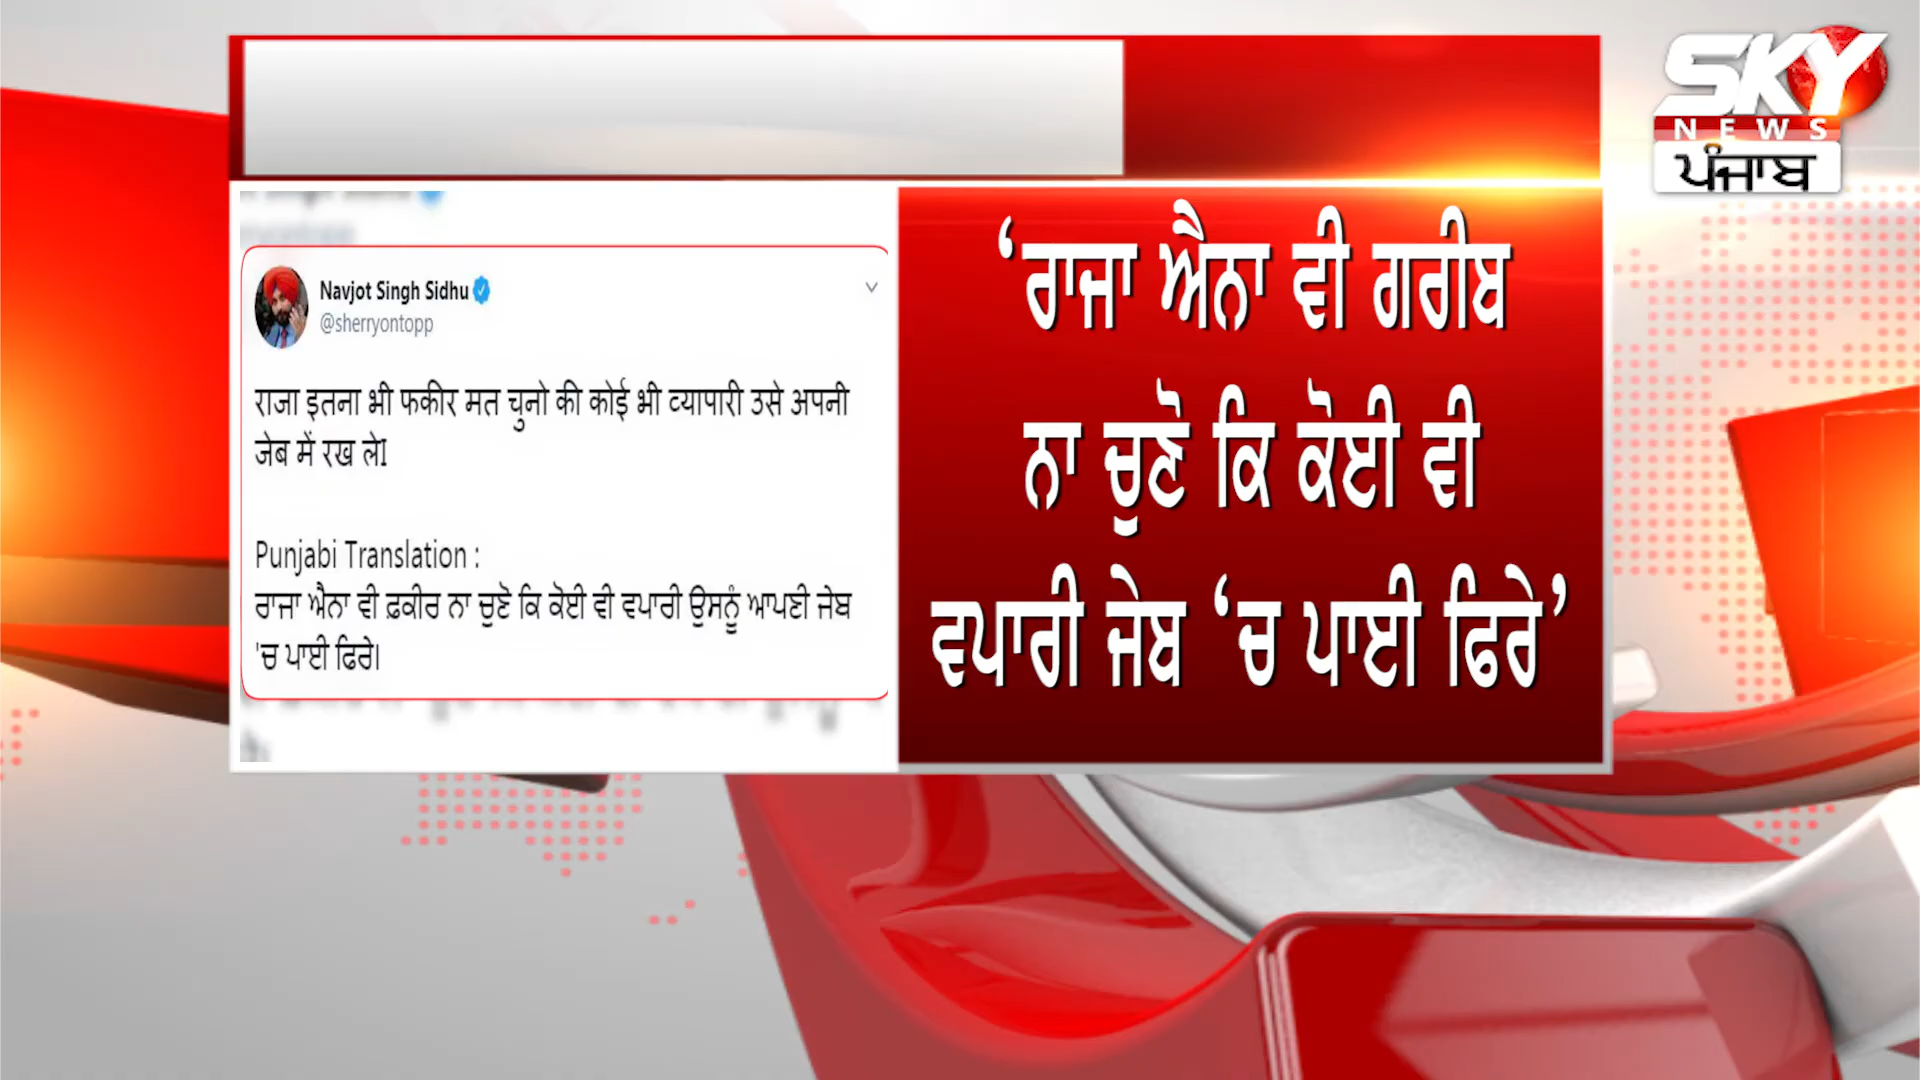 SKY
NEWS
ਪੰਜਾਬ
Navjot Singh Sidhu
@sherryontopp
राजा इतना भी फकीर मत चुनो की कोई भी व्यापारी उसे अपनी
जेब में रख ले।
Punjabi Translation :
ਰਾਜਾ ਐਨਾ ਵੀ ਫ਼ਕੀਰ ਨਾ ਚੁਣੋ ਕਿ ਕੋਈ ਵੀ ਵਪਾਰੀ ਉਸਨੂੰ ਆਪਣੀ ਜੇਬ
'ਚ ਪਾਈ ਫਿਰੇ।
‘ਰਾਜਾ ਐਨਾ ਵੀ ਗਰੀਬ
ਨਾ ਚੁਣੋ ਕਿ ਕੋਈ ਵੀ
ਵਪਾਰੀ ਜੇਬ ‘ਚ ਪਾਈ ਫਿਰੇ’